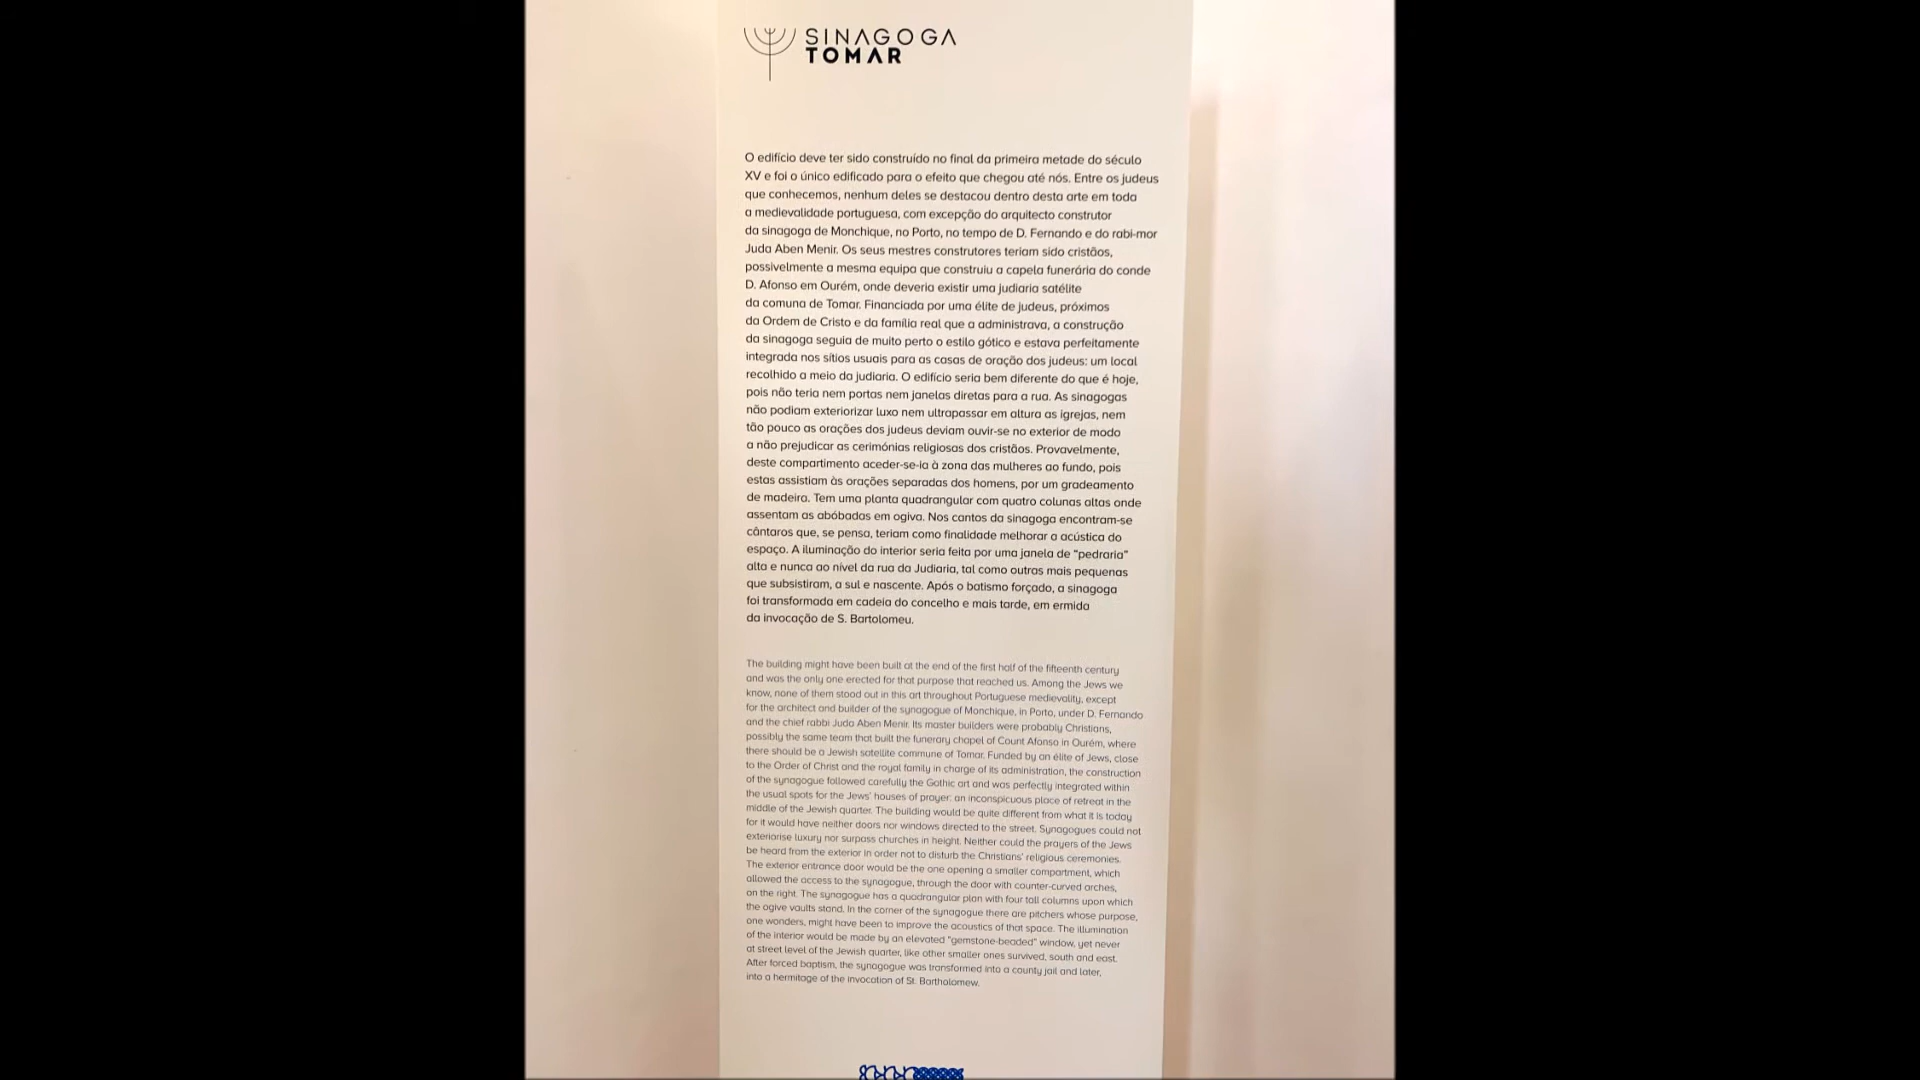 SINAGOGA
TOMAR
O edifício deve ter sido construído no final da primeira metade do século
XV e foi o único edificado para o efeito que chegou até nós. Entre os judeus
que conhecemos, nenhum deles se destacou dentro desta arte em toda
a medievalidade portuguesa, com excepção do arquitecto construtor
da sinagoga de Monchique, no Porto, no tempo de D. Fernando e do rabi-mor
Juda Aben Menir. Os seus mestres construtores teriam sido cristãos,
possivelmente a mesma equipa que construiu a capela funerária do conde
D. Afonso em Ourém, onde deveria existir uma judiaria satélite
da comuna de Tomar. Financiada por uma élite de judeus, próximos
da Ordem de Cristo e da família real que a administrava, a construção
da sinagoga seguia de muito perto o estilo gótico e estava perfeitamente
integrada nos sítios usuais para as casas de oração dos judeus: um local
recolhido a meio da judiaria. O edifício seria bem diferente do que é hoje,
pois não teria nem portas nem janelas diretas para a rua. As sinagogas
não podiam exteriorizar luxo nem ultrapassar em altura as igrejas, nem
tão pouco as orações dos judeus deviam ouvir-se no exterior de modo
a não prejudicar as cerimónias religiosas dos cristãos. Provavelmente,
deste compartimento aceder-se-ia à zona das mulheres ao fundo, pois
estas assistiam às orações separadas dos homens, por um gradeamento
de madeira. Tem uma planta quadrangular com quatro colunas altas onde
assentam as abóbadas em ogiva. Nos cantos da sinagoga encontram-se
cântaros que, se pensa, teriam como finalidade melhorar a acústica do
espaço. A iluminação do interior seria feita por uma janela de "pedraria"
alta e nunca ao nível da rua da Judiaria, tal como outras mais pequenas
que subsistiram, a sul e nascente. Após o batismo forçado, a sinagoga
foi transformada em cadeia do concelho e mais tarde, em ermida
da invocação de S. Bartolomeu.
The building might have been built at the end of the first half of the fifteenth century
and was the only one erected for that purpose that reached us. Among the Jews we
know, none of them stood out in this art throughout Portuguese medievality, except
for the architect and builder of the synagogue of Monchique, in Porto, under D. Fernando
and the chief rabbi Juda Aben Menir. Its master builders were probably Christians,
possibly the same team that built the funerary chapel of Count Afonso in Ourém, where
there should be a Jewish satellite commune of Tomar. Funded by an élite of Jews, close
to the Order of Christ and the royal family in charge of its administration, the construction
of the synagogue followed carefully the Gothic art and was perfectly integrated within
the usual spots for the Jews' houses of prayer: an inconspicuous place of retreat in the
middle of the Jewish quarter. The building would be quite different from what it is today
for it would have neither doors nor windows directed to the street. Synagogues could not
exteriorise luxury nor surpass churches in height. Neither could the prayers of the Jews
be heard from the exterior in order not to disturb the Christians' religious ceremonies.
The exterior entrance door would be the one opening a smaller compartment, which
allowed the access to the synagogue, through the door with counter-curved arches,
on the right. The synagogue has a quadrangular plan with four tall columns upon which
the ogive vaults stand. In the corner of the synagogue there are pitchers whose purpose,
one wonders, might have been to improve the acoustics of that space. The illumination
of the interior would be made by an elevated "gemstone-beaded" window, yet never
at street level of the Jewish quarter, like other smaller ones survived, south and east.
After forced baptism, the synagogue was transformed into a county jail and later,
into a hermitage of the invocation of St. Bartholomew.